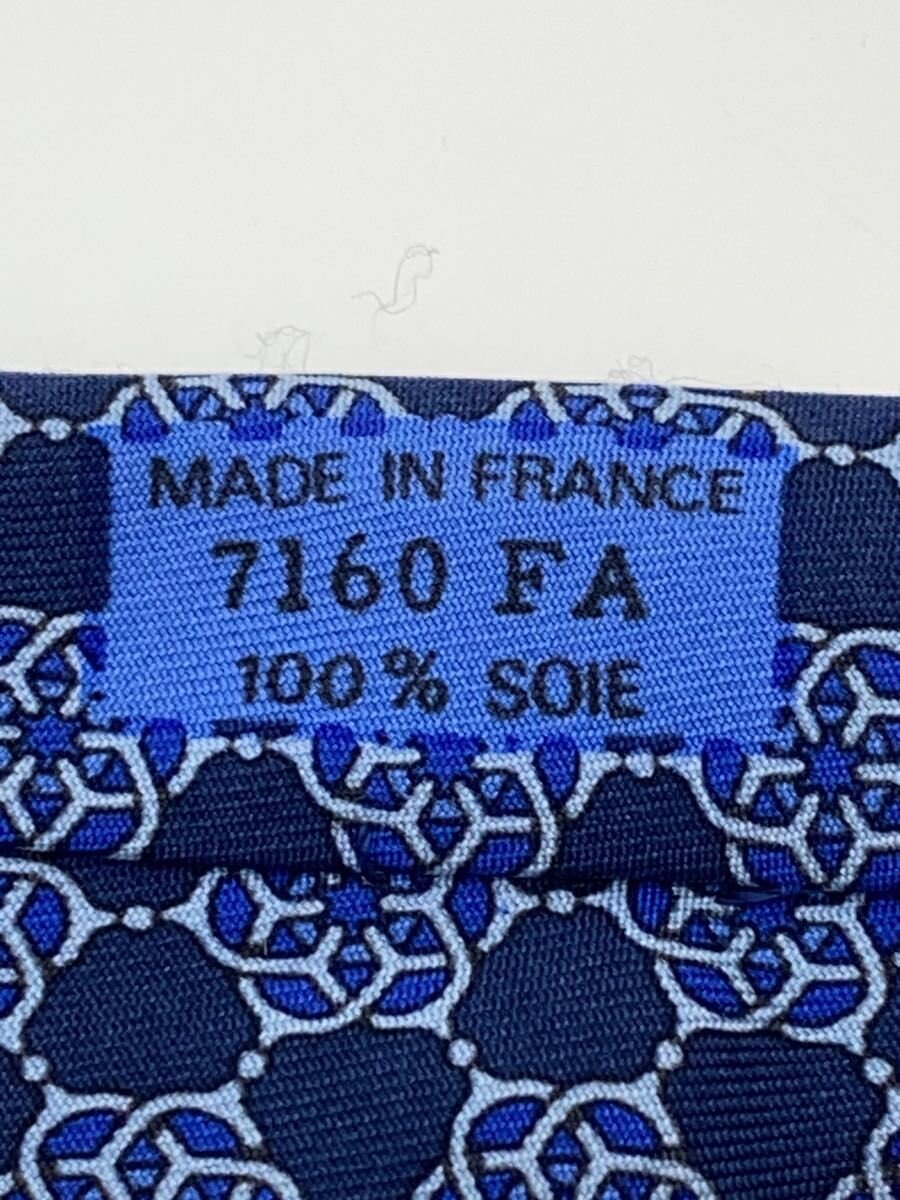 MADE IN FRANCE
7160 FA
100% SOIE